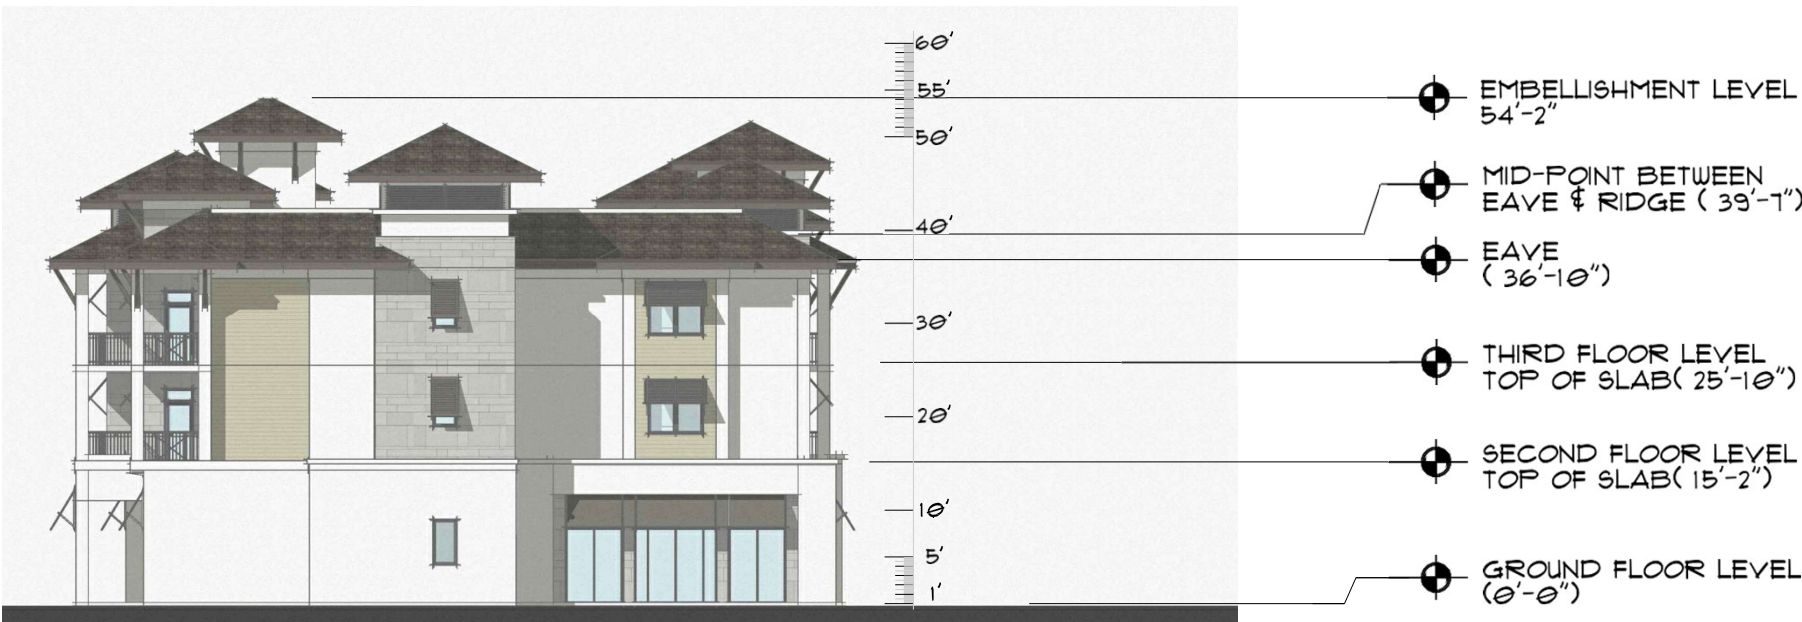 60'
55'
50'
40'
30'
20'
10'
5'
1'
EMBELLISHMENT LEVEL
54'-2"
MID-POINT BETWEEN
EAVE & RIDGE ( 39'-7")
EAVE
( 36'-10")
THIRD FLOOR LEVEL
TOP OF SLAB( 25'-10")
SECOND FLOOR LEVEL
TOP OF SLAB( 15'-2")
GROUND FLOOR LEVEL
(0'-0")